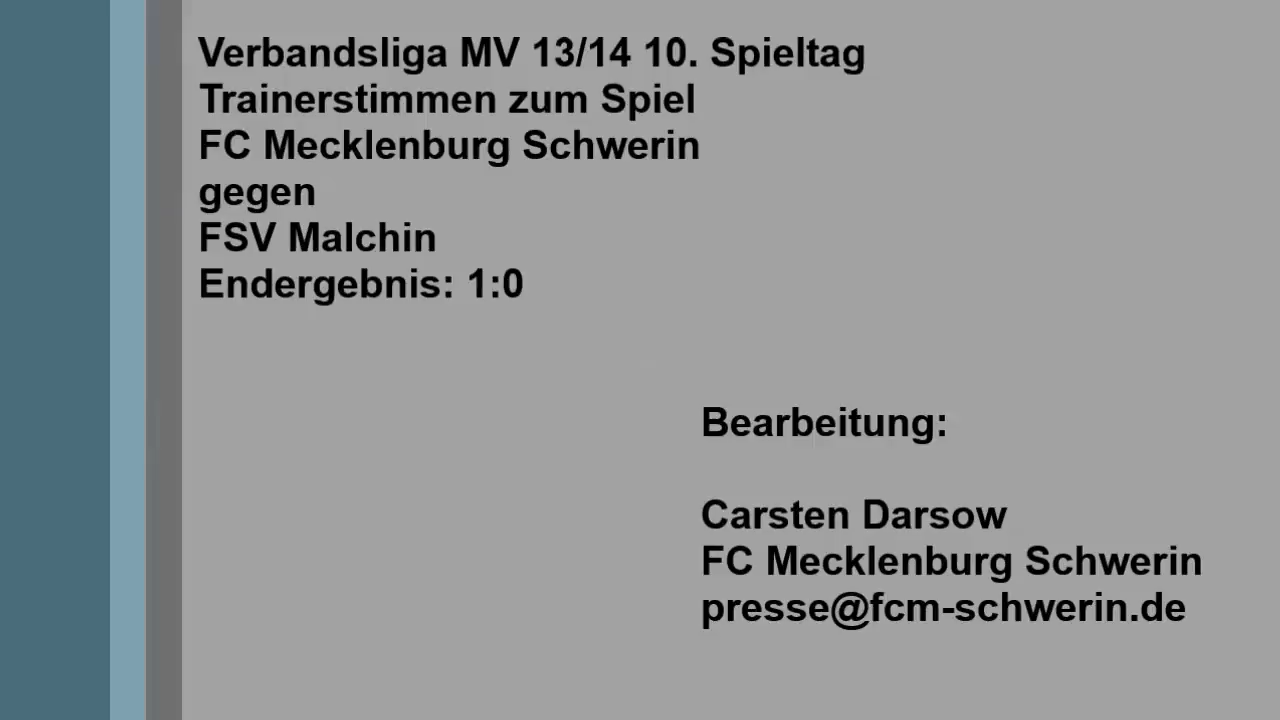 Verbandsliga MV 13/14 10. Spieltag
Trainerstimmen zum Spiel
FC Mecklenburg Schwerin
gegen
FSV Malchin
Endergebnis: 1:0
Bearbeitung:
Carsten Darsow
FC Mecklenburg Schwerin
presse@fcm-schwerin.de